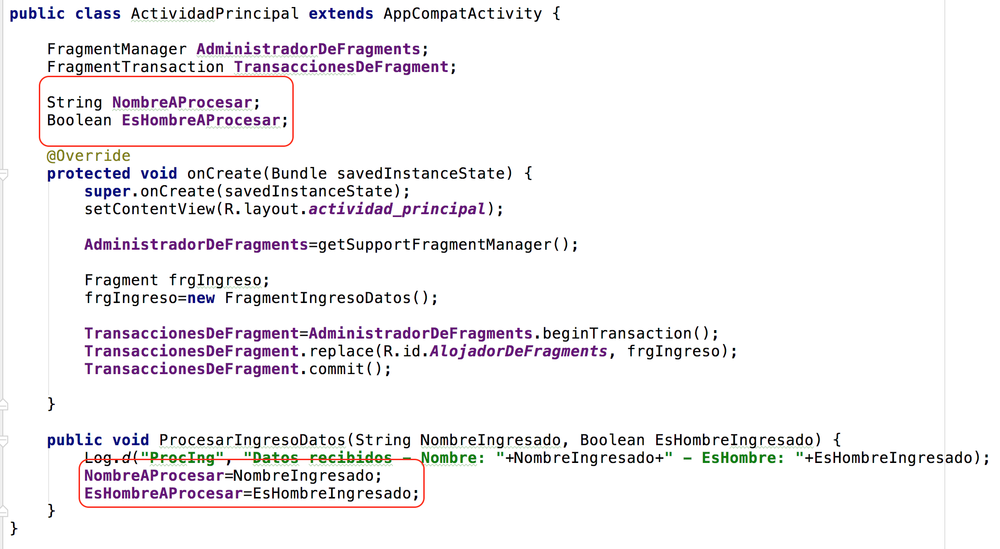 public class ActividadPrincipal extends AppCompatActivity {
FragmentManager AdministradorDeFragments;
FragmentTransaction TransaccionesDeFragment;
String NombreAProcesar;
Boolean EsHombreAProcesar;
@Override
protected void onCreate(Bundle savedInstanceState) {
super.onCreate(savedInstanceState);
setContentView(R.layout.actividad_principal);
AdministradorDeFragments=getSupportFragmentManager();
Fragment frgIngreso;
frgIngreso=new FragmentIngresoDatos();
TransaccionesDeFragment=AdministradorDeFragments.beginTransaction();
TransaccionesDeFragment.replace(R.id.AlojadorDeFragments, frgIngreso);
TransaccionesDeFragment.commit();
}
public void ProcesarIngresoDatos(String NombreIngresado, Boolean EsHombreIngresado) {
Log.d("ProcIng", "Datos recibidos - Nombre: "+NombreIngresado+" - EsHombre: "+EsHombreIngresado);
NombreAProcesar=NombreIngresado;
EsHombreAProcesar=EsHombreIngresado;
}
}